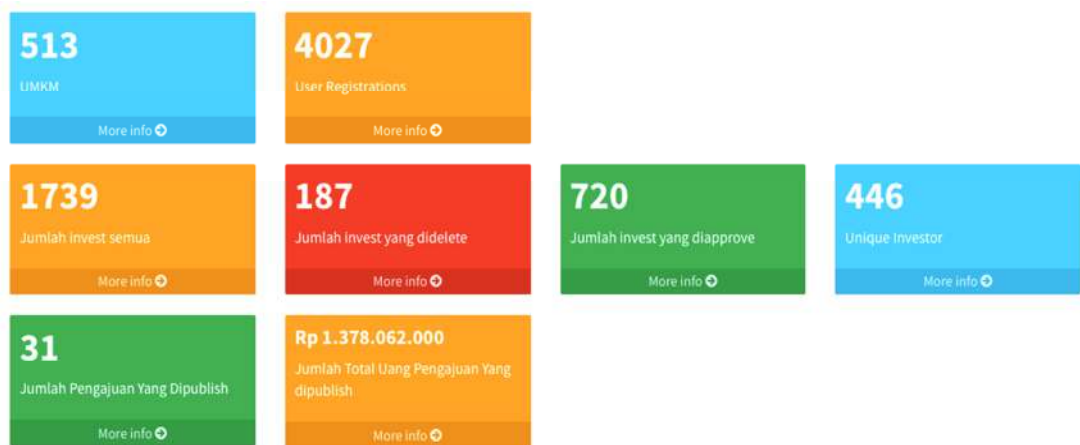 513
UMKM
More info
4027
User Registrations
More info
1739
Jumlah invest semua
More info
187
Jumlah invest yang didelete
More info
720
Jumlah invest yang diapprove
More info
446
Unique Investor
More info
31
Jumlah Pengajuan Yang Dipublish
More info
Rp 1.378.062.000
Jumlah Total Uang Pengajuan Yang
dipublish
More info